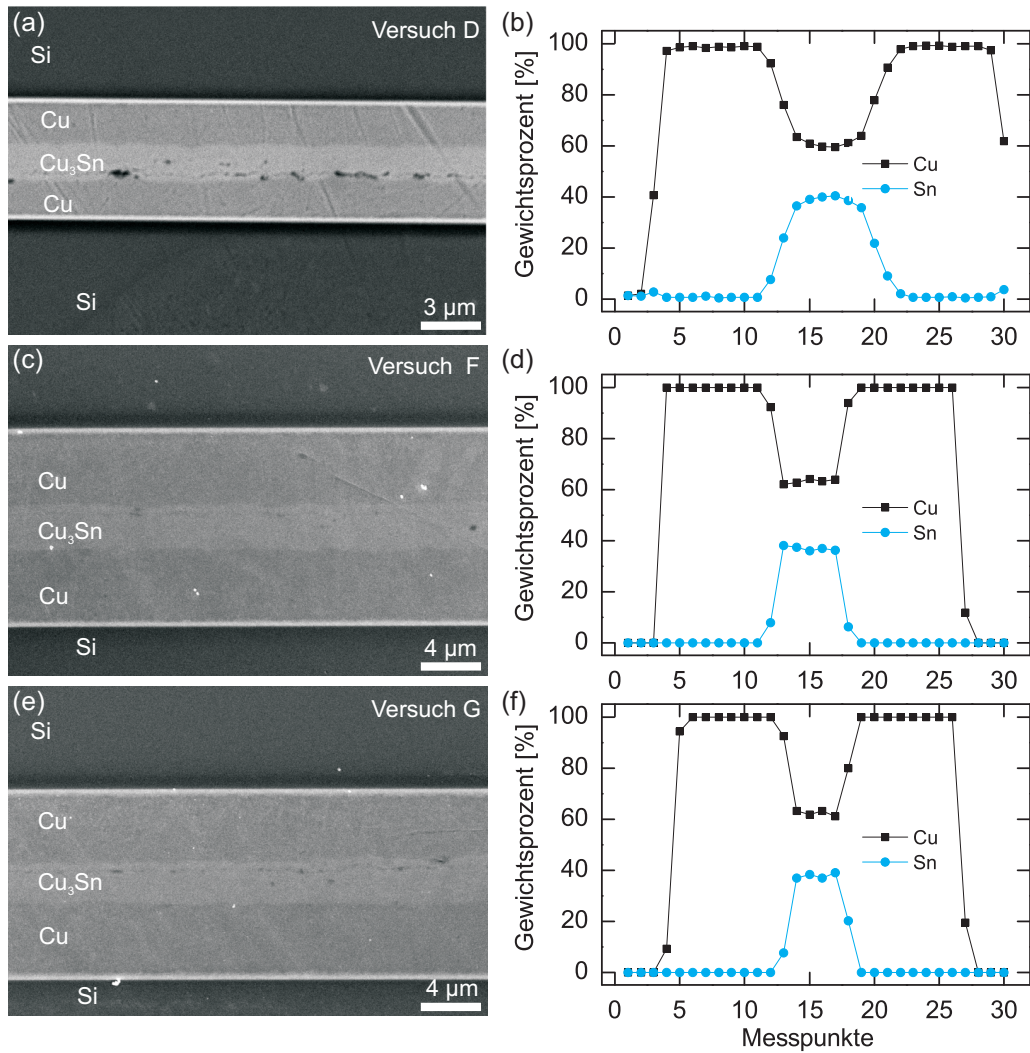 (a)
Versuch D
Si
Cu
Cu₃Sn
Cu
Si
3 µm
(b)
Gewichtsprozent [%]
100
80
60
40
20
0
Cu
Sn
0 5 10 15 20 25 30
(c)
Versuch F
Cu
Cu₃Sn
Cu
Si
4 µm
(d)
Gewichtsprozent [%]
100
80
60
40
20
0
Cu
Sn
0 5 10 15 20 25 30
(e)
Versuch G
Si
Cu
Cu₃Sn
Cu
Si
4 µm
(f)
Gewichtsprozent [%]
100
80
60
40
20
0
Cu
Sn
0 5 10 15 20 25 30
Messpunkte